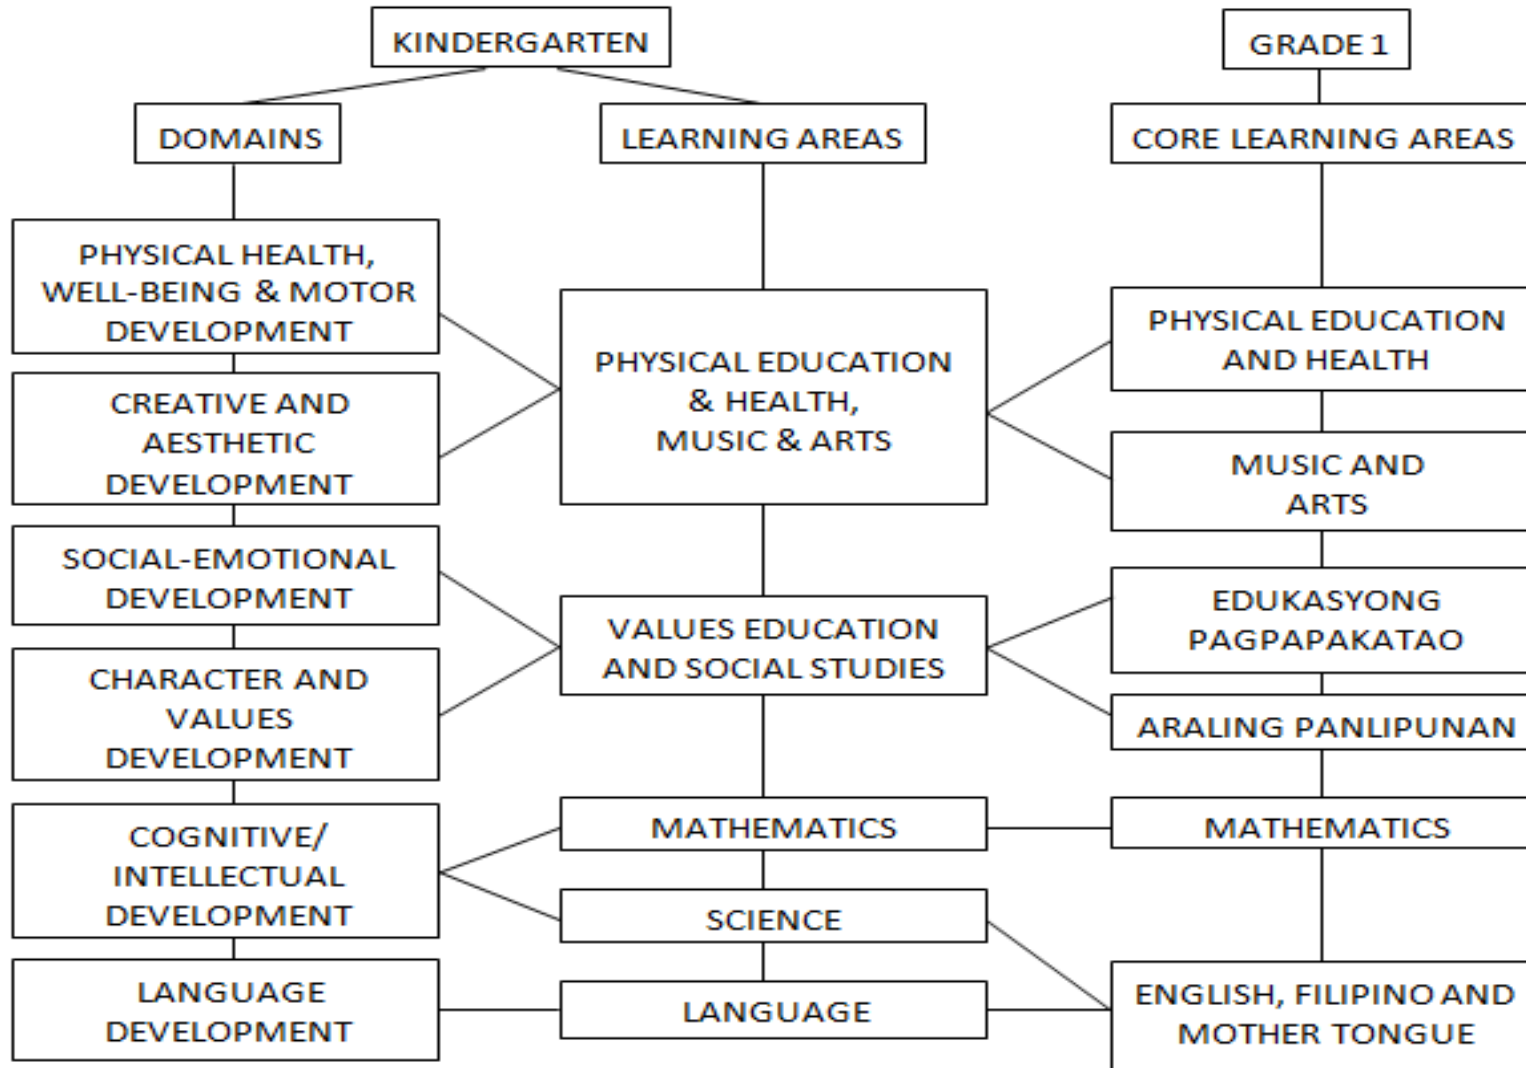 KINDERGARTEN
GRADE 1
DOMAINS
LEARNING AREAS
CORE LEARNING AREAS
PHYSICAL HEALTH,
WELL-BEING & MOTOR
DEVELOPMENT
CREATIVE AND
AESTHETIC
DEVELOPMENT
SOCIAL-EMOTIONAL
DEVELOPMENT
CHARACTER AND
VALUES
DEVELOPMENT
COGNITIVE/
INTELLECTUAL
DEVELOPMENT
LANGUAGE
DEVELOPMENT
PHYSICAL EDUCATION
& HEALTH,
MUSIC & ARTS
VALUES EDUCATION
AND SOCIAL STUDIES
MATHEMATICS
SCIENCE
LANGUAGE
PHYSICAL EDUCATION
AND HEALTH
MUSIC AND
ARTS
EDUKASYONG
PAGPAPAKATAO
ARALING PANLIPUNAN
MATHEMATICS
ENGLISH, FILIPINO AND
MOTHER TONGUE